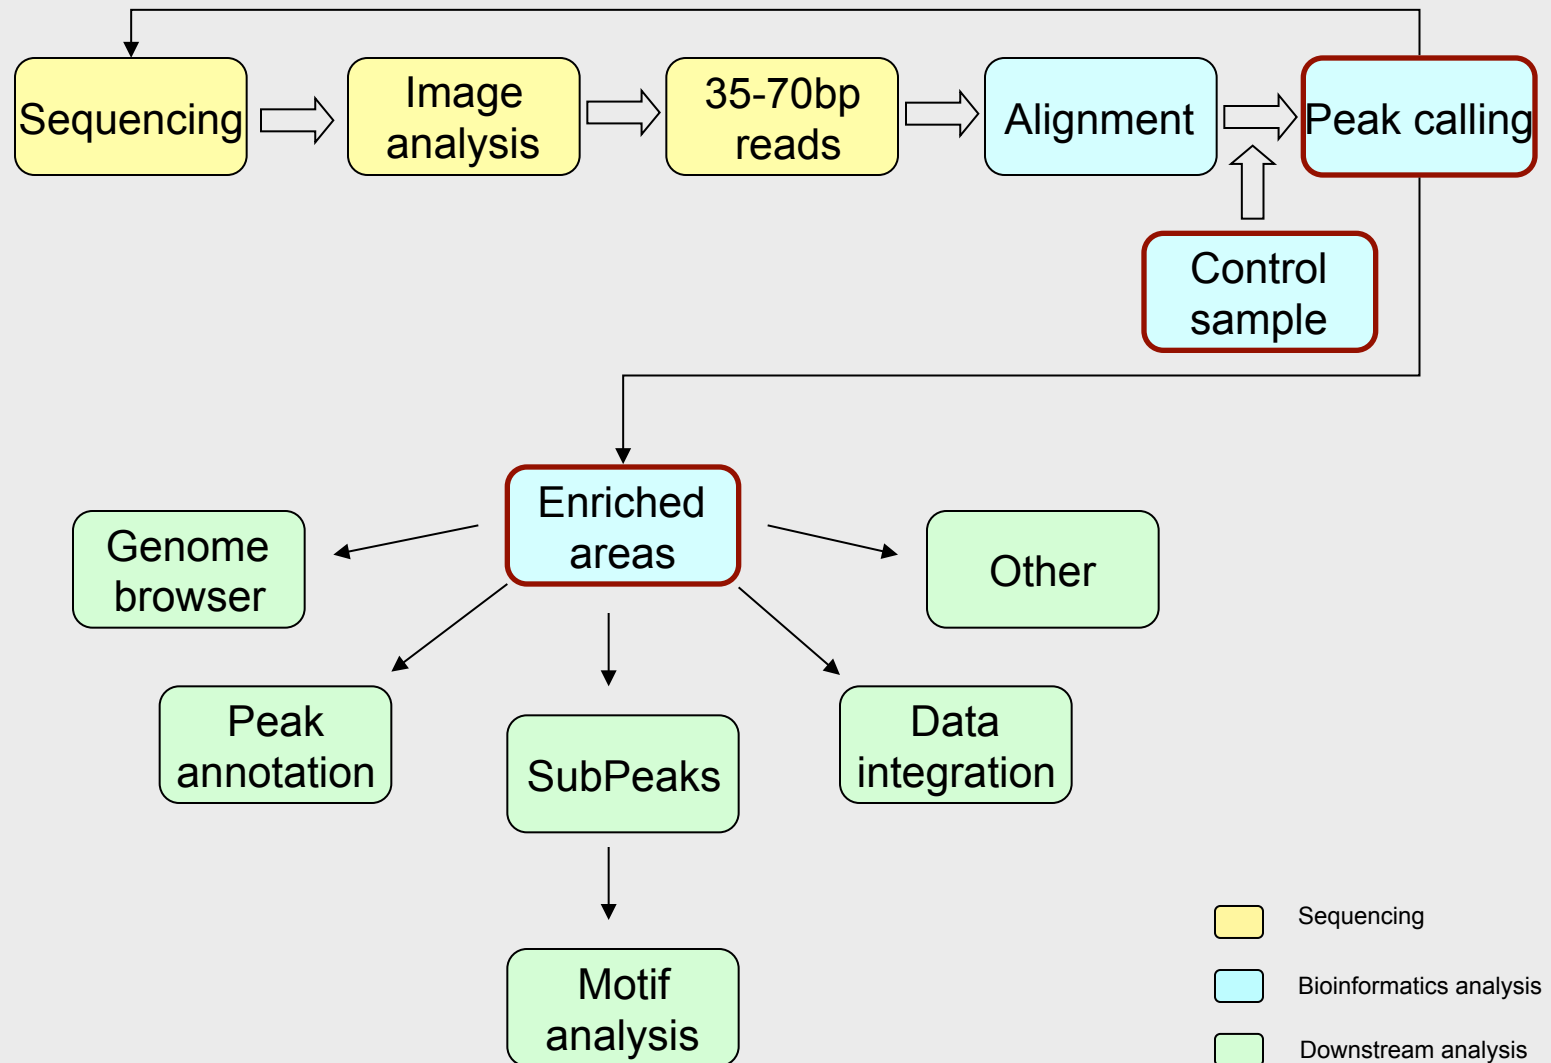 Sequencing
Image
analysis
35-70bp
reads
Alignment
Peak calling
Control
sample
Enriched
areas
Genome
browser
Other
Peak
annotation
SubPeaks
Data
integration
Motif
analysis
Sequencing
Bioinformatics analysis
Downstream analysis